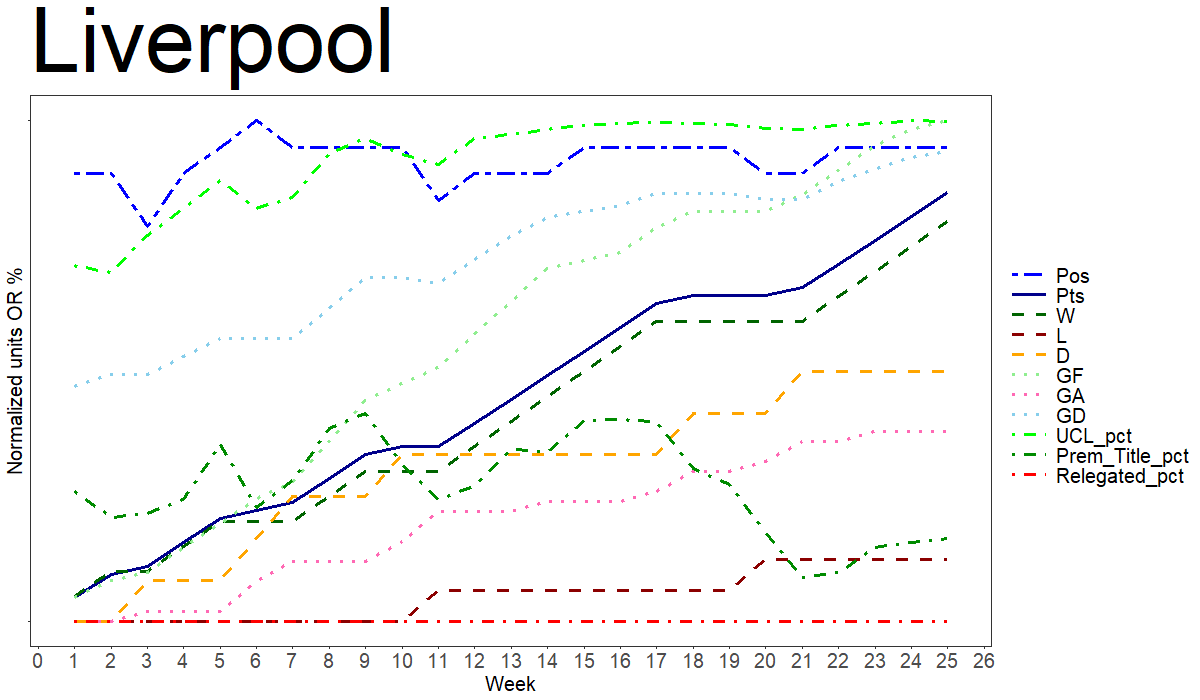 Liverpool
Normalized units OR %
Pos
Pts
W
L
D
GF
GA
GD
UCL_pct
Prem_Title_pct
Relegated_pct
0 1 2 3 4 5 6 7 8 9 10 11 12 13 14 15 16 17 18 19 20 21 22 23 24 25 26
Week